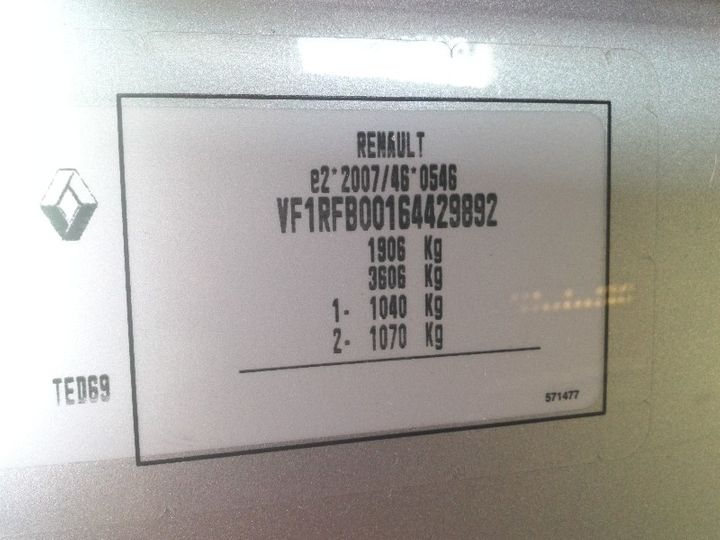 RENAULT
e2*2007/46*0546
VF1RFB00164429892
1906 Kg
3606 Kg
1- 1040 Kg
2- 1070 Kg
TED69
571477